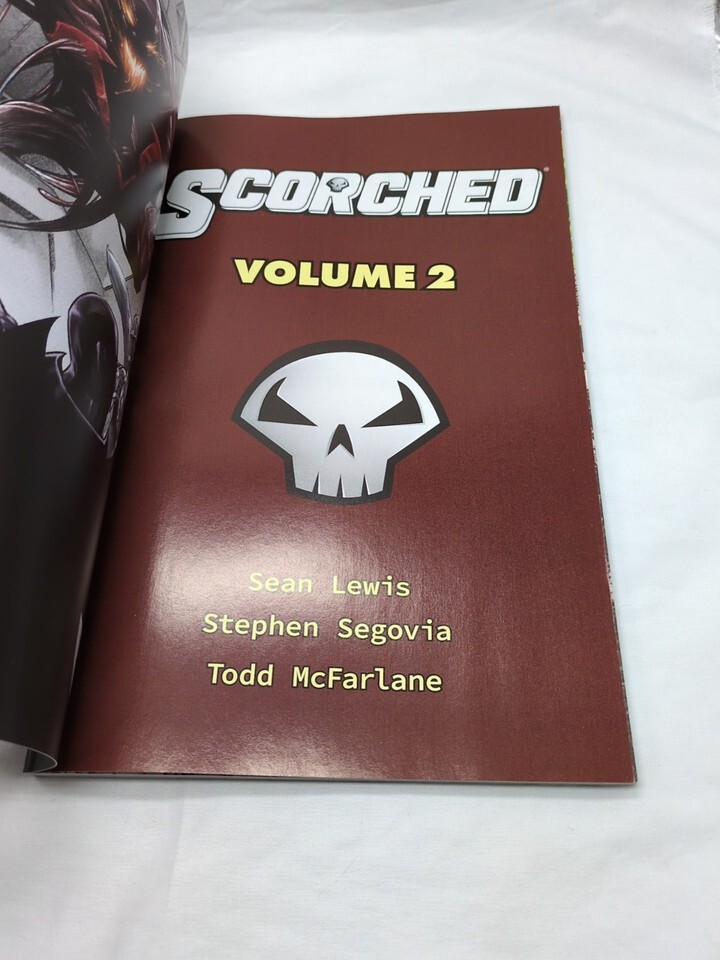 SCORCHED®
VOLUME 2
Sean Lewis
Stephen Segovia
Todd McFarlane